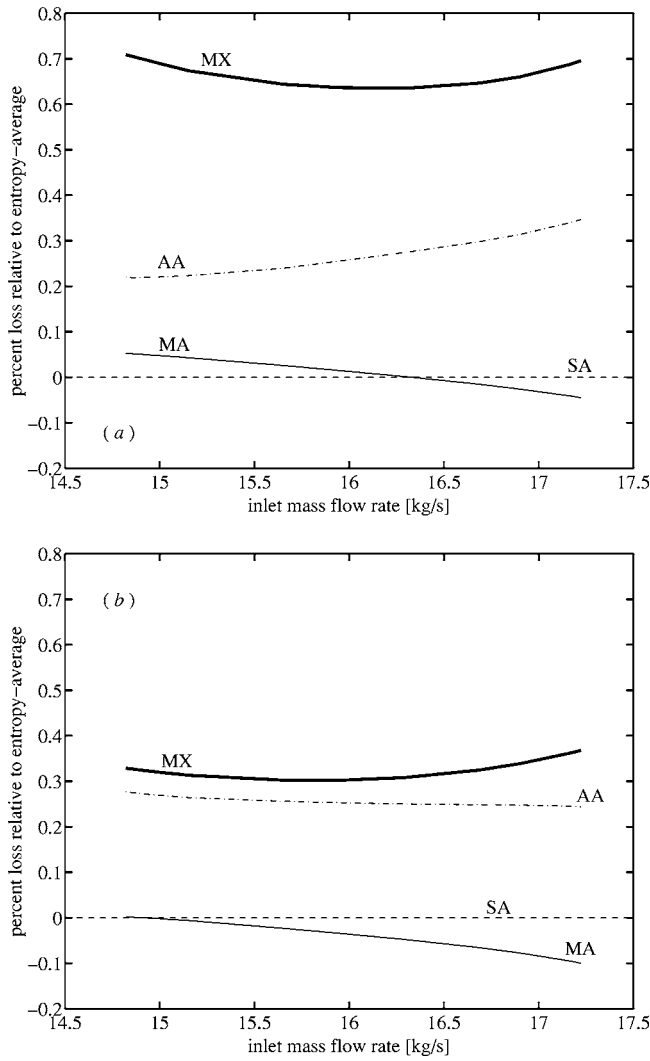 0.8
0.7
0.6
0.5
0.4
0.3
0.2
0.1
0
−0.1
−0.2
percent loss relative to entropy−average
MX
AA
MA
SA
( a )
14.5 15 15.5 16 16.5 17 17.5
inlet mass flow rate [kg/s]
0.8
0.7
0.6
0.5
0.4
0.3
0.2
0.1
0
−0.1
−0.2
percent loss relative to entropy−average
( b )
MX
AA
SA
MA
14.5 15 15.5 16 16.5 17 17.5
inlet mass flow rate [kg/s]